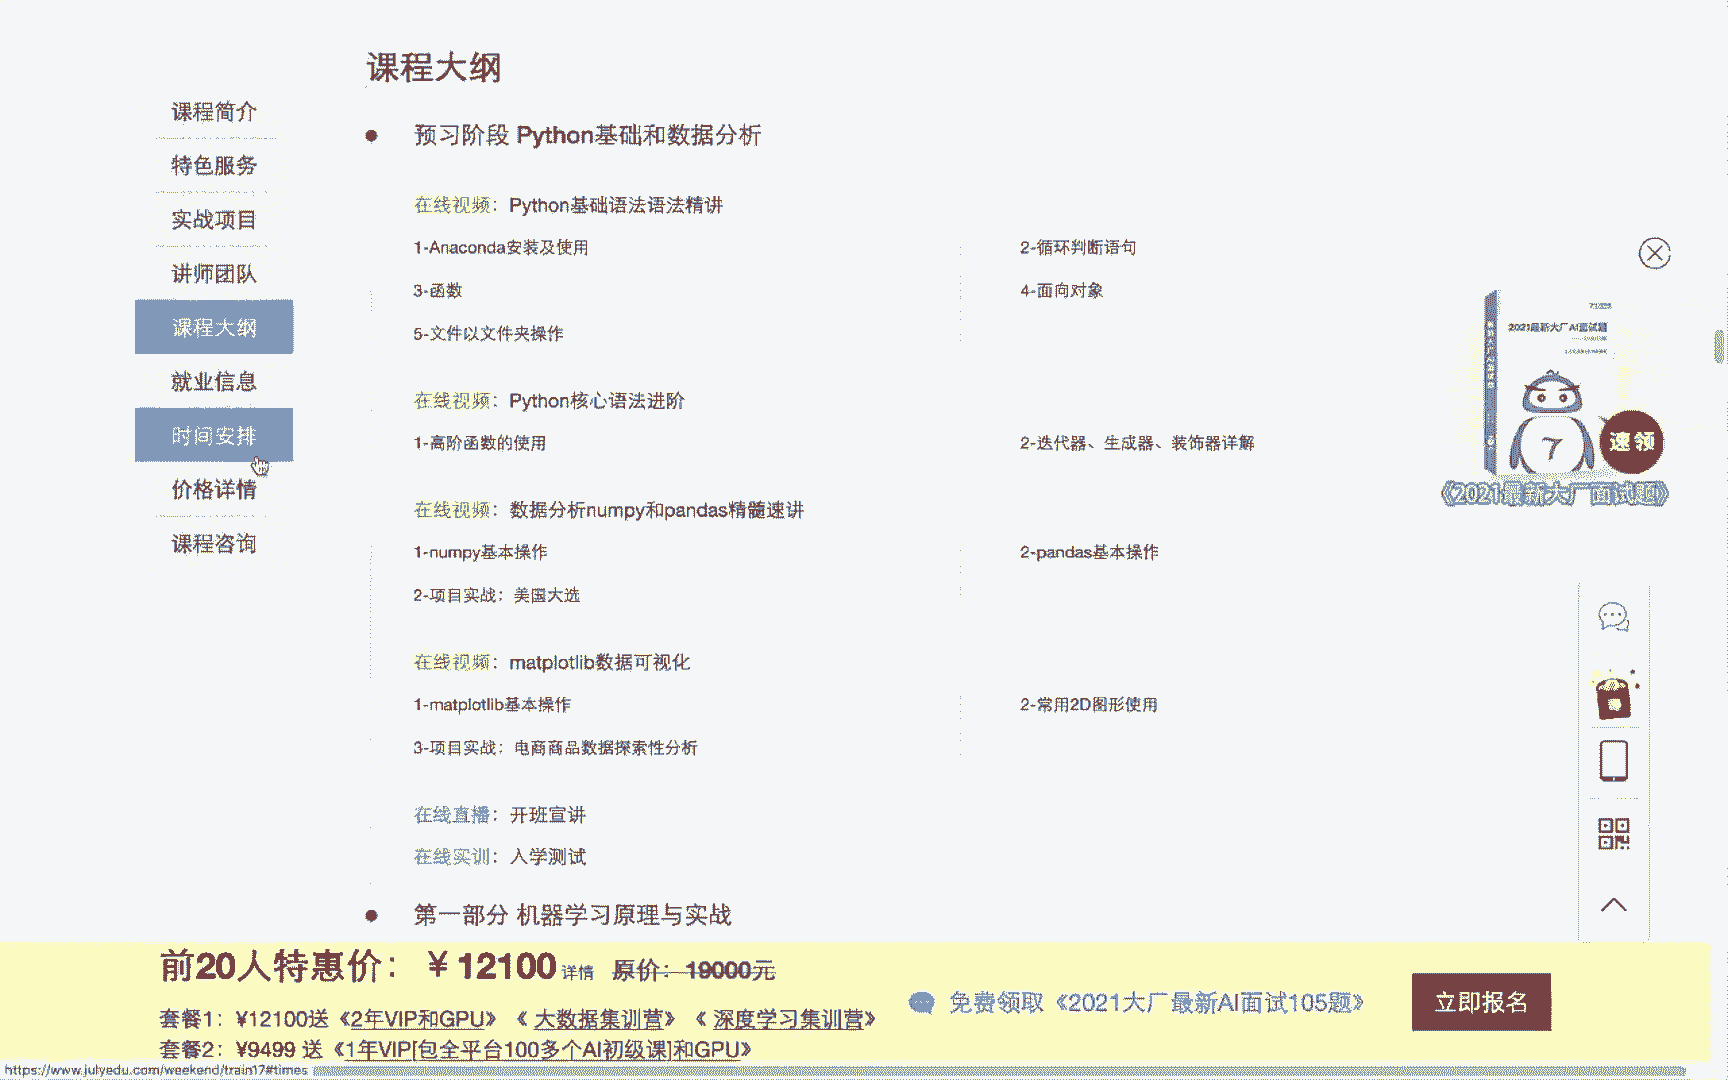 课程大纲
课程简介
特色服务
实战项目
讲师团队
课程大纲
就业信息
时间安排
价格详情
课程咨询
预习阶段 Python基础和数据分析
在线视频：Python基础语法语法精讲
1-Anaconda安装及使用
2-循环判断语句
3-函数
4-面向对象
5-文件以文件夹操作
在线视频：Python核心语法进阶
1-高阶函数的使用
2-迭代器、生成器、装饰器详解
在线视频：数据分析numpy和pandas精髓速讲
1-numpy基本操作
2-pandas基本操作
2-项目实战：美国大选
在线视频：matplotlib数据可视化
1-matplotlib基本操作
2-常用2D图形使用
3-项目实战：电商商品数据探索性分析
在线直播：开班宣讲
在线实训：入学测试
第一部分 机器学习原理与实战
2021最新大厂AI面试题
7
速领
《2021最新大厂面试题》
前20人特惠价：￥12100 详情 原价：19000元
套餐1：¥12100送《2年VIP和GPU》《大数据集训营》《深度学习集训营》
套餐2：¥9499 送《1年VIP[包全平台100多个AI初级课]和GPU》
免费领取《2021大厂最新AI面试105题》
立即报名
https://www.julyedu.com/weekend/train17#times